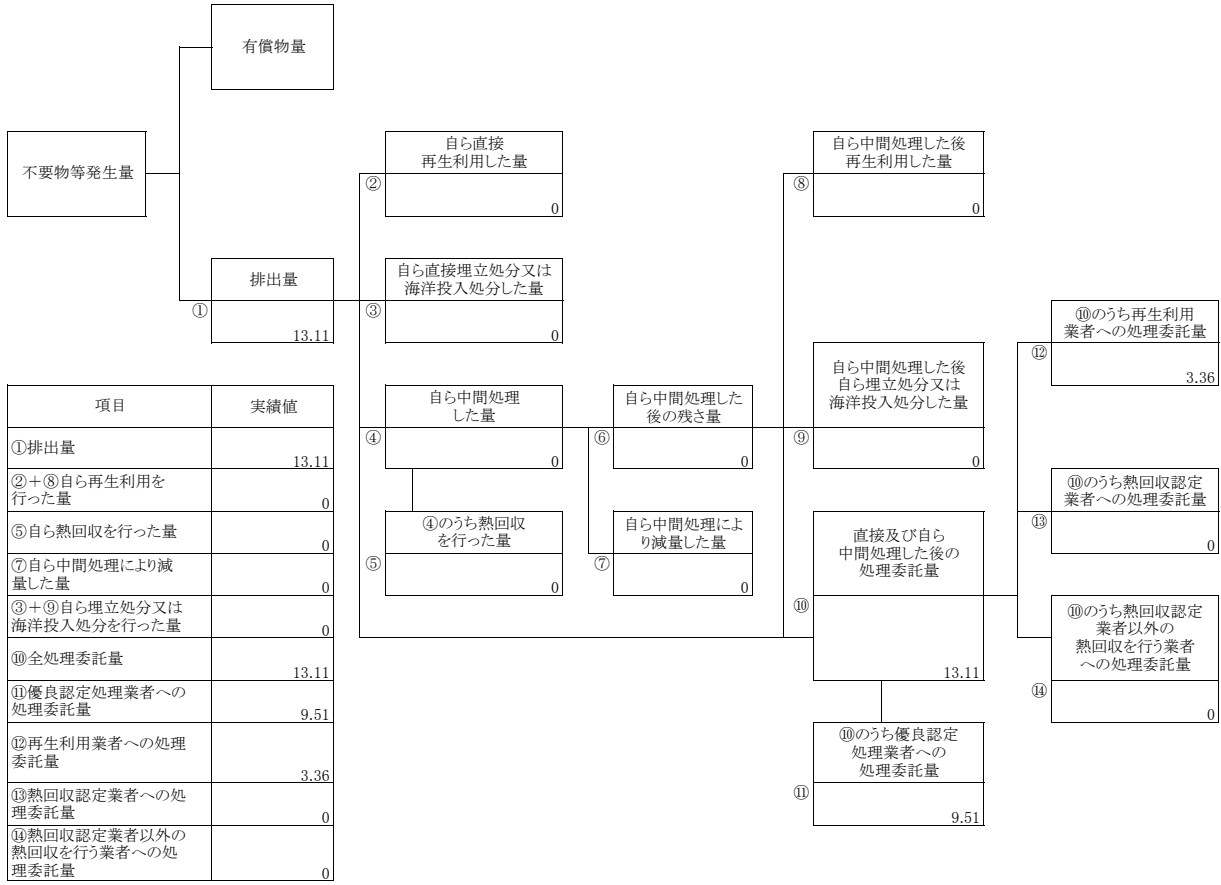 有償物量
不要物等発生量
自ら直接
再生利用した量
②
0
自ら中間処理した後
再生利用した量
⑧
0
排出量
①
13.11
自ら直接埋立処分又は
海洋投入処分した量
③
0
⑩のうち再生利用
業者への処理委託量
⑫
3.36
自ら中間処理した後
自ら埋立処分又は
海洋投入処分した量
⑨
0
自ら中間処理
した量
④
0
自ら中間処理した
後の残さ量
⑥
0
⑩のうち熱回収認定
業者への処理委託量
⑬
0
④のうち熱回収
を行った量
⑤
0
自ら中間処理によ
り減量した量
⑦
0
直接及び自ら
中間処理した後の
処理委託量
⑩
13.11
⑩のうち熱回収認定
業者以外の
熱回収を行う業者
への処理委託量
⑭
0
⑩のうち優良認定
処理業者への
処理委託量
⑪
9.51
項目 実績値
①排出量
13.11
②＋⑧自ら再生利用を
行った量
0
⑤自ら熱回収を行った量
0
⑦自ら中間処理により減
量した量
0
③＋⑨自ら埋立処分又は
海洋投入処分を行った量
0
⑩全処理委託量
13.11
⑪優良認定処理業者への
処理委託量
9.51
⑫再生利用業者への処理
委託量
3.36
⑬熱回収認定業者への処
理委託量
0
⑭熱回収認定業者以外の
熱回収を行う業者への処
理委託量
0